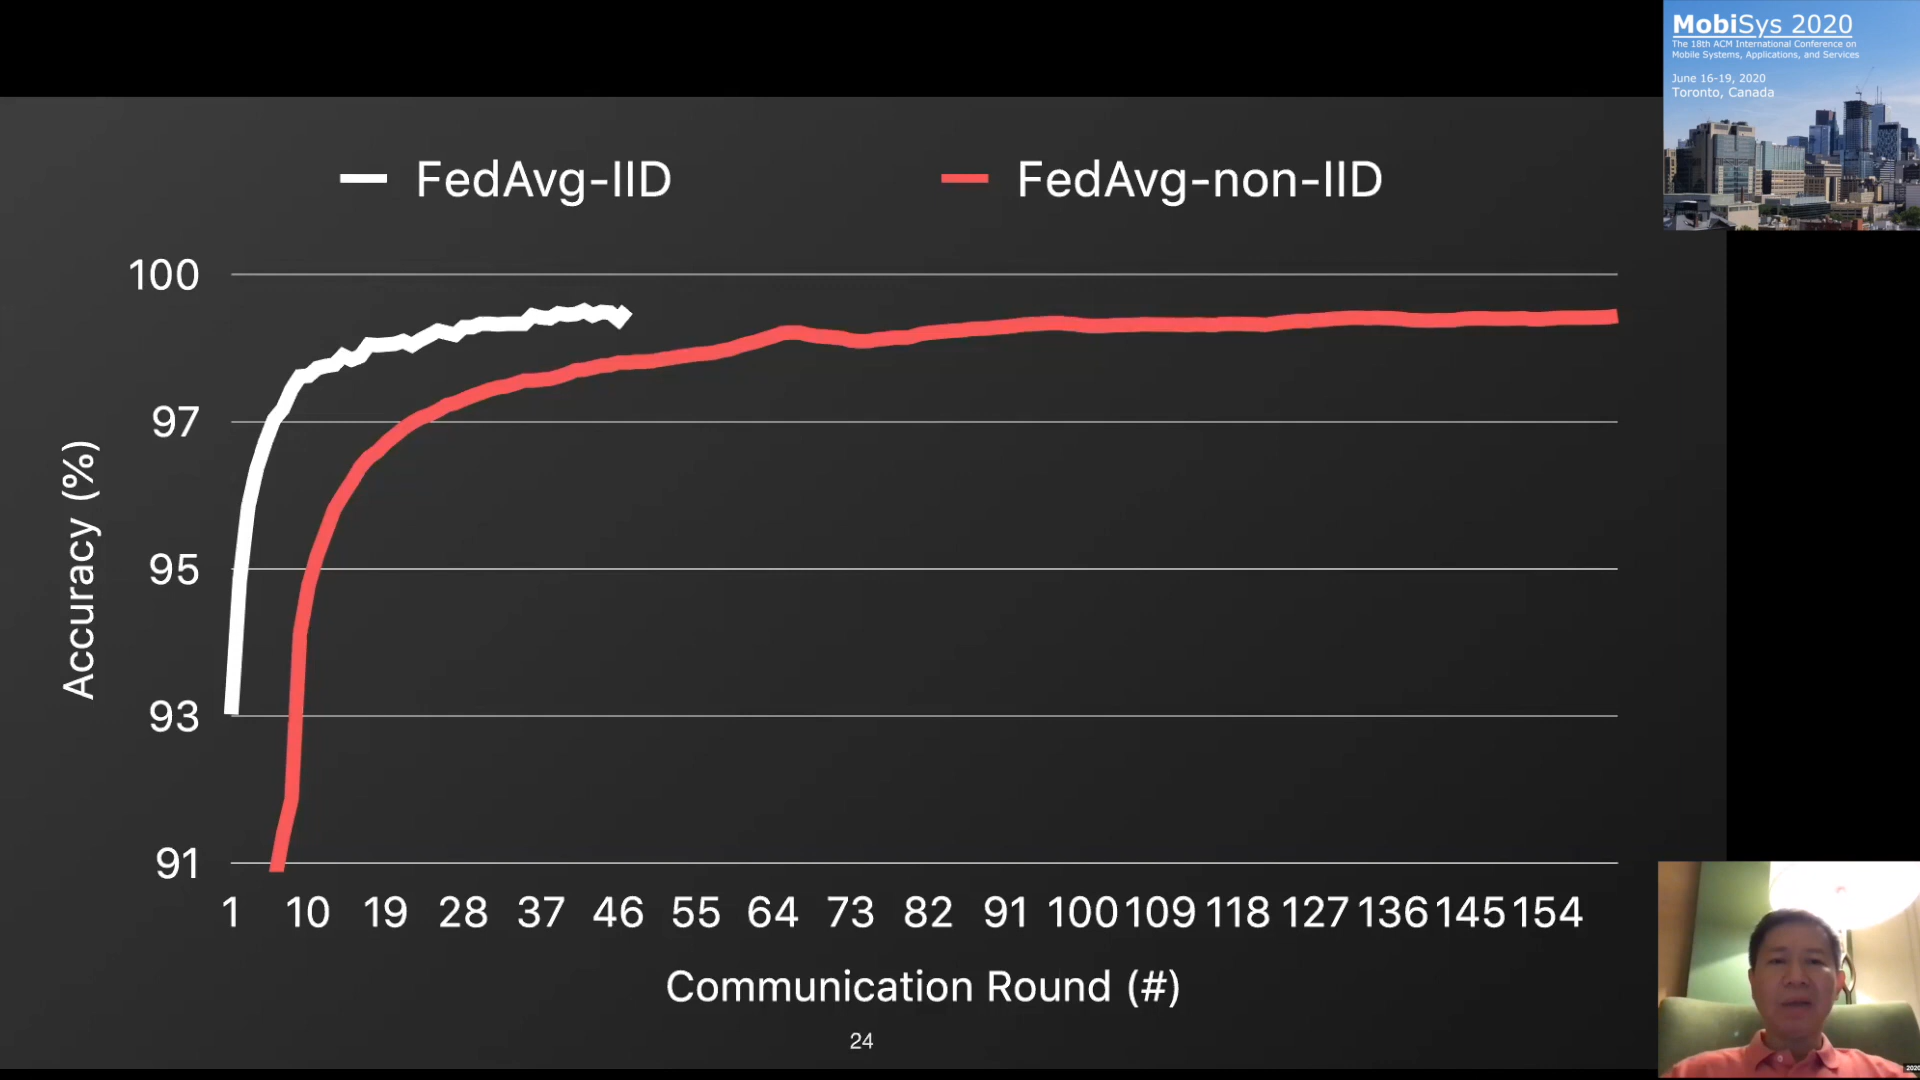 MobiSys 2020
The 18th ACM International Conference on
Mobile Systems, Applications, and Services
June 16-19, 2020
Toronto, Canada
FedAvg-IID
FedAvg-non-IID
100
97
95
93
91
Accuracy (%)
1 10 19 28 37 46 55 64 73 82 91 100 109 118 127 136 145 154
Communication Round (#)
24